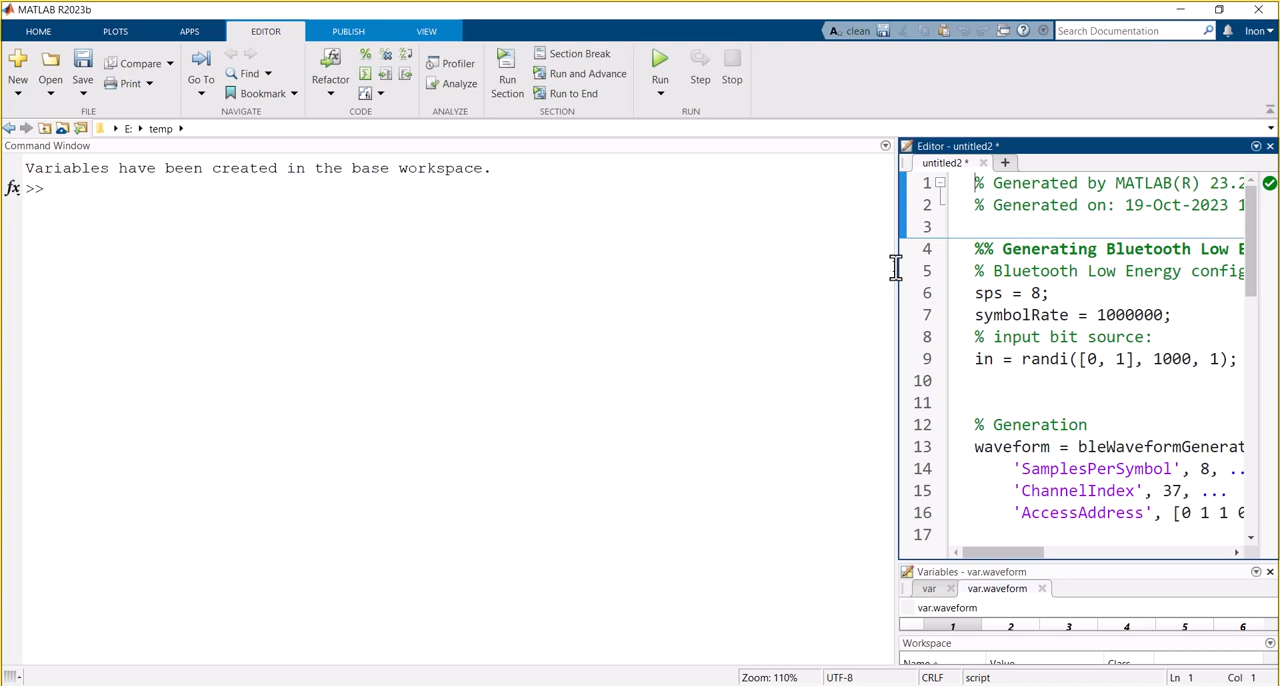 MATLAB R2023b
HOME PLOTS APPS EDITOR PUBLISH VIEW
clean Search Documentation Inon
New Open Save Compare Print
FILE
Go To Find Bookmark
NAVIGATE
Refactor
CODE
Profiler Analyze
ANALYZE
Run Section Section Break Run and Advance Run to End
SECTION
Run Step Stop
RUN
E: temp
Command Window
Variables have been created in the base workspace.
fx >>
Editor - untitled2 *
untitled2 *
1 % Generated by MATLAB(R) 23.2
2 % Generated on: 19-Oct-2023 1
3
4 %% Generating Bluetooth Low E
5 % Bluetooth Low Energy config
6 sps = 8;
7 symbolRate = 1000000;
8 % input bit source:
9 in = randi([0, 1], 1000, 1);
10
11
12 % Generation
13 waveform = bleWaveformGenerat
14 'SamplesPerSymbol', 8, ..
15 'ChannelIndex', 37, ...
16 'AccessAddress', [0 1 1 0
17
Variables - var.waveform
var var.waveform
var.waveform
1 2 3 4 5 6
Workspace
Name Value Class
Zoom: 110% UTF-8 CRLF script Ln 1 Col 1